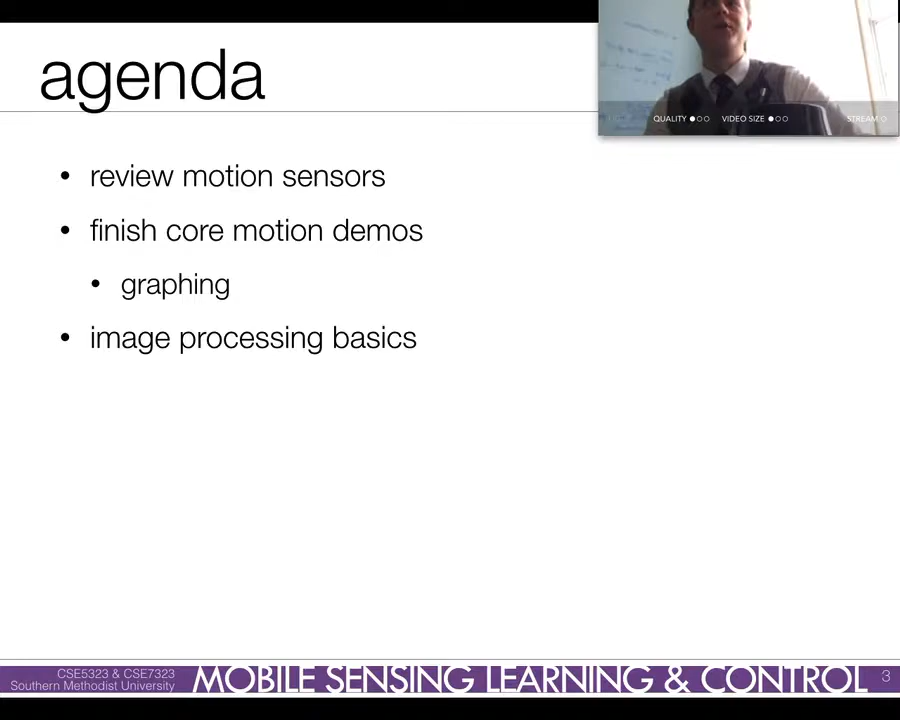 agenda
QUALITY
VIDEO SIZE
STREAM
• review motion sensors
• finish core motion demos
• graphing
• image processing basics
CSE5323 & CSE7323
Southern Methodist University
MOBILE SENSING LEARNING & CONTROL
3